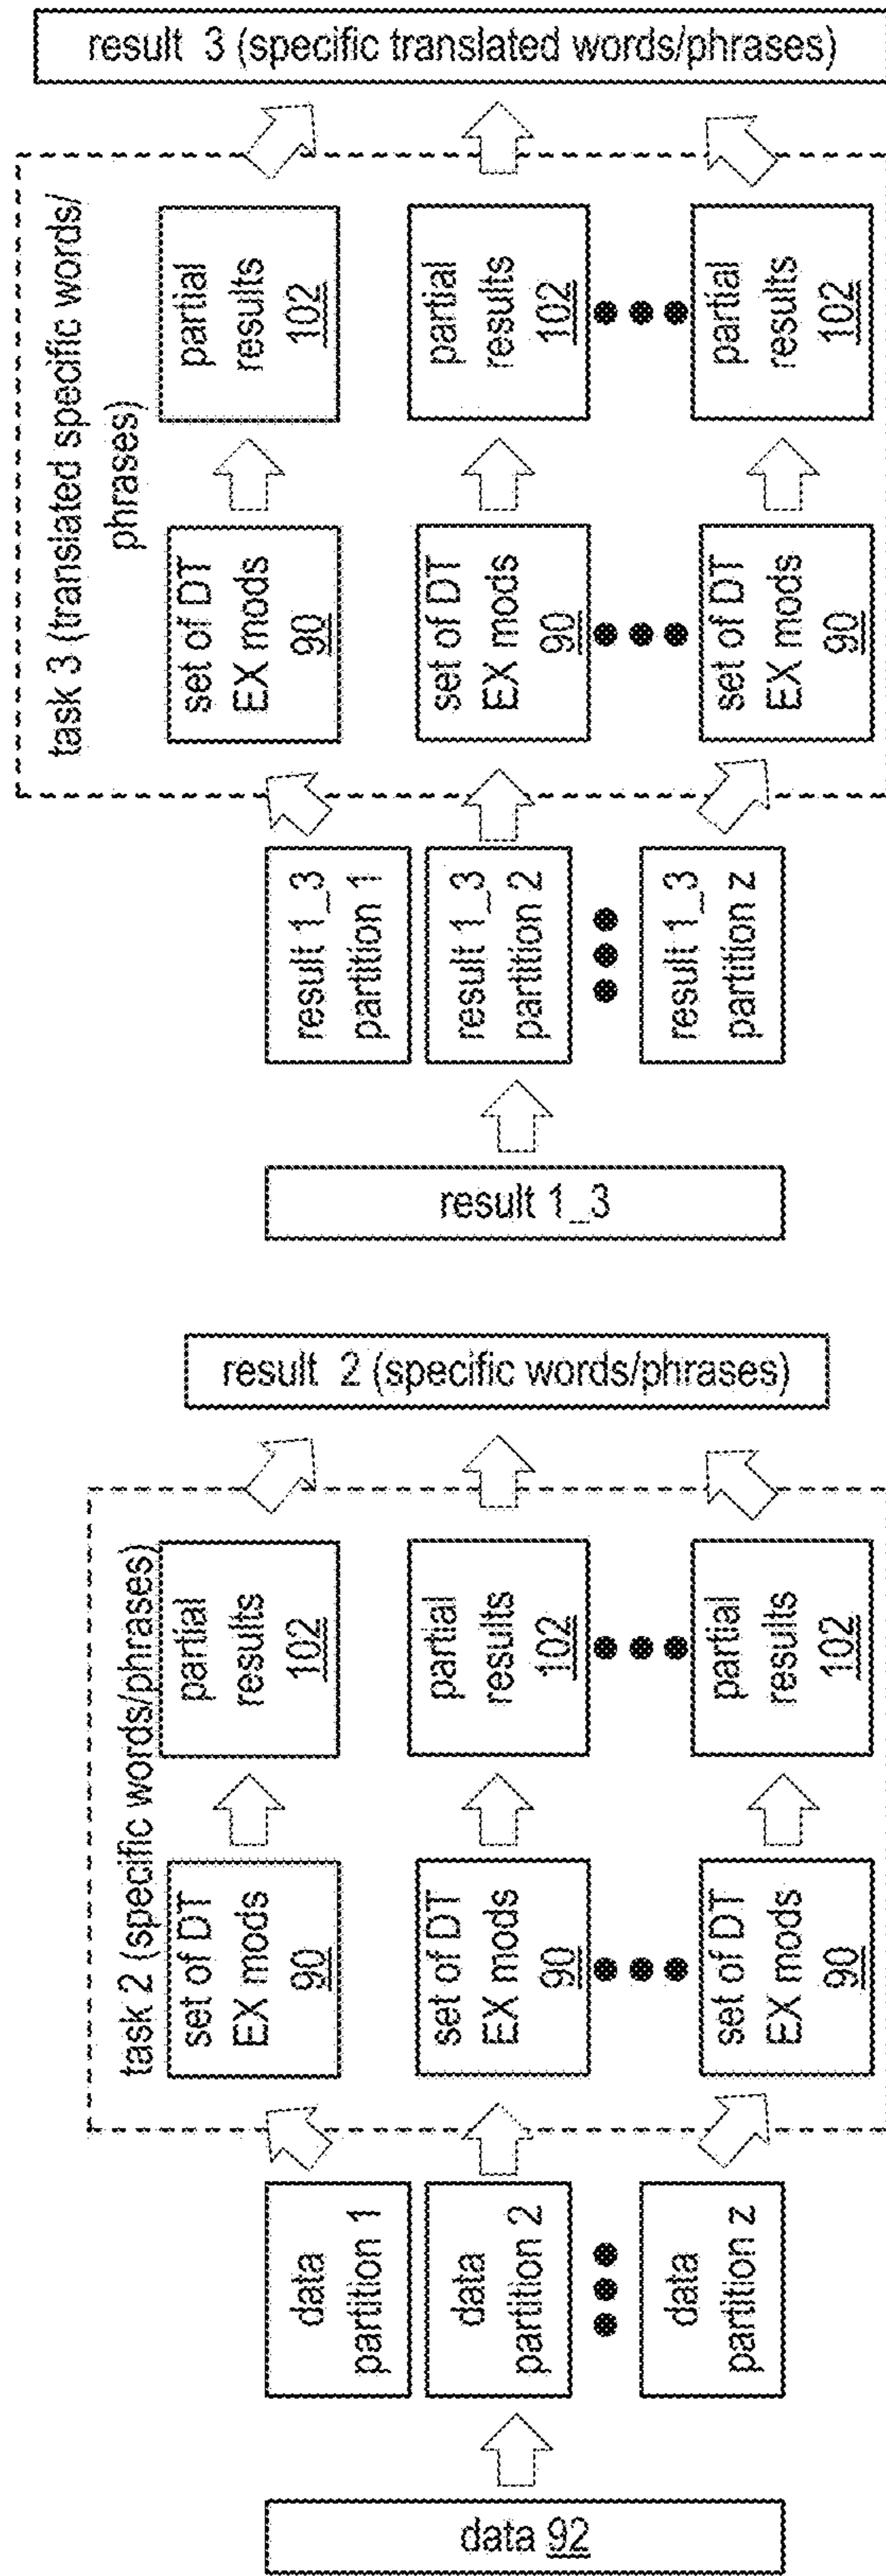 data 92
data
partition 1
data
partition 2
data
partition z
task 2 (specific words/phrases)
set of DT
EX mods
90
partial
results
102
set of DT
EX mods
90
partial
results
102
set of DT
EX mods
90
partial
results
102
result 2 (specific words/phrases)
result 1_3
result 1_3
partition 1
result 1_3
partition 2
result 1_3
partition z
task 3 (translated specific words/
phrases)
set of DT
EX mods
90
partial
results
102
set of DT
EX mods
90
partial
results
102
set of DT
EX mods
90
partial
results
102
result 3 (specific translated words/phrases)